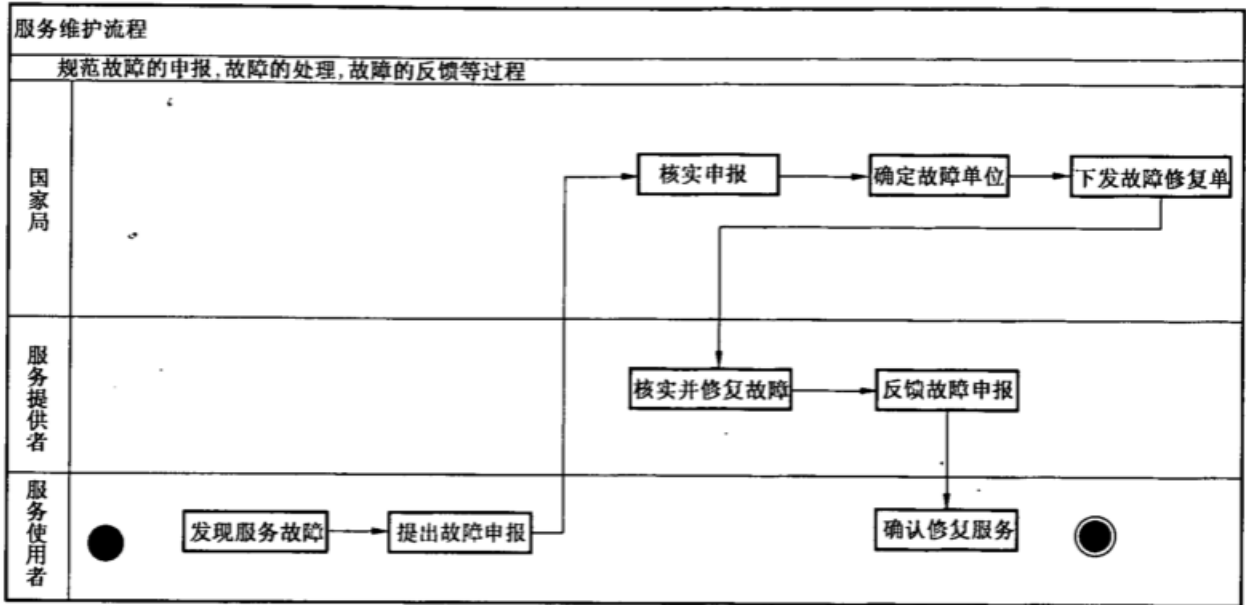 服务维护流程
规范故障的申报,故障的处理,故障的反馈等过程
国家局
核实申报
确定故障单位
下发故障修复单
服务提供者
核实并修复故障
反馈故障申报
服务使用者
发现服务故障
提出故障申报
确认修复服务